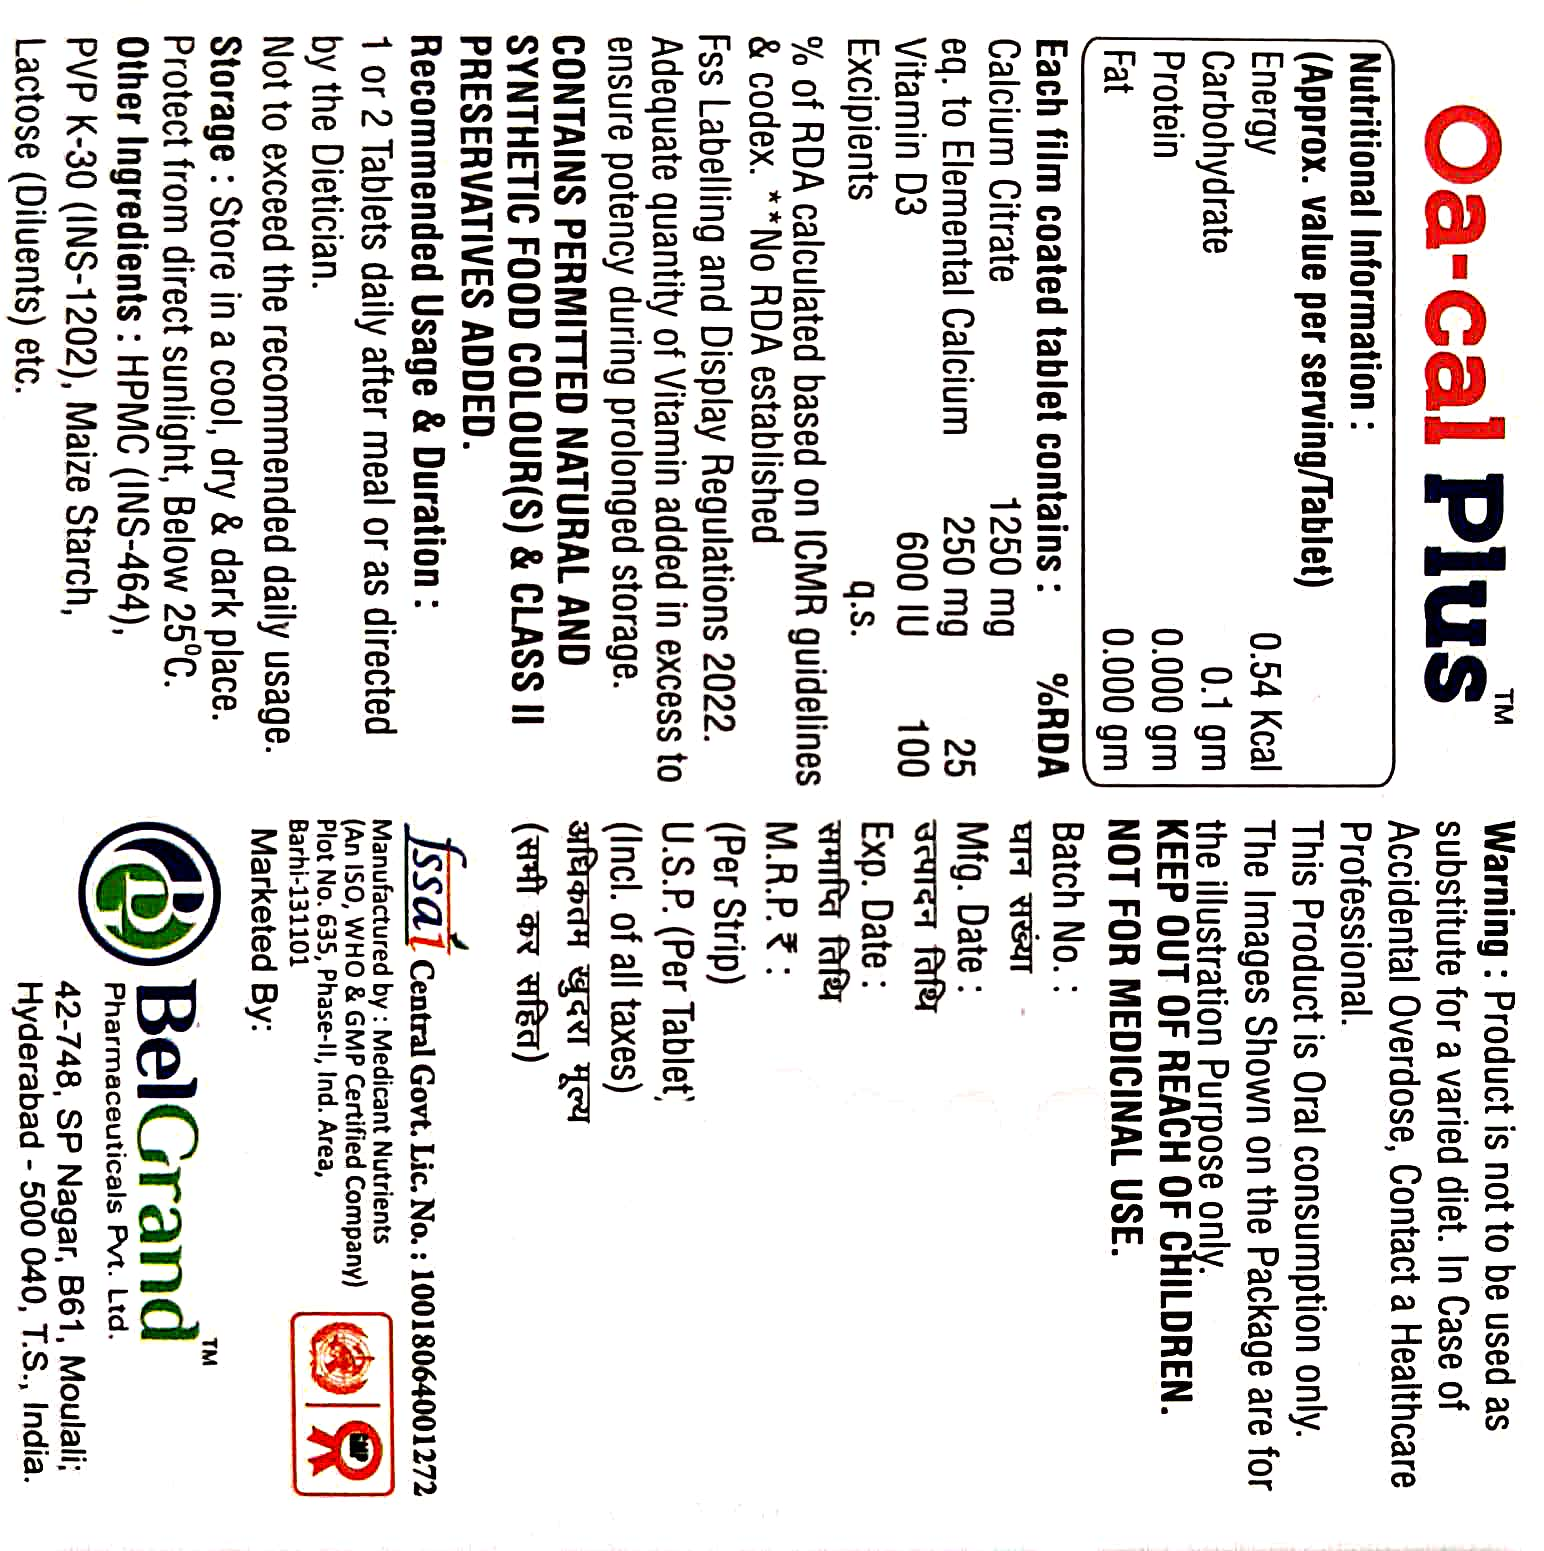 Oa-cal Plus™
Nutritional Information :
(Approx. value per serving/Tablet)
Energy 0.54 Kcal
Carbohydrate 0.1 gm
Protein 0.000 gm
Fat 0.000 gm
Each film coated tablet contains : %RDA
Calcium Citrate 1250 mg
eq. to Elemental Calcium 250 mg 25
Vitamin D3 600 IU 100
Excipients q.s.
% of RDA calculated based on ICMR guidelines
& codex. **No RDA established
Fss Labelling and Display Regulations 2022.
Adequate quantity of Vitamin added in excess to
ensure potency during prolonged storage.
CONTAINS PERMITTED NATURAL AND
SYNTHETIC FOOD COLOUR(S) & CLASS II
PRESERVATIVES ADDED.
Recommended Usage & Duration :
1 or 2 Tablets daily after meal or as directed
by the Dietician.
Not to exceed the recommended daily usage.
Storage : Store in a cool, dry & dark place.
Protect from direct sunlight, Below 25°C.
Other Ingredients : HPMC (INS-464),
PVP K-30 (INS-1202), Maize Starch,
Lactose (Diluents) etc.
Warning : Product is not to be used as
substitute for a varied diet. In Case of
Accidental Overdose, Contact a Healthcare
Professional.
This Product is Oral consumption only.
The Images Shown on the Package are for
the illustration Purpose only.
KEEP OUT OF REACH OF CHILDREN.
NOT FOR MEDICINAL USE.
Batch No. :
घान सख्ंया
Mfg. Date :
उत्पादन तिथि
Exp. Date :
समाप्ति तिथि
M.R.P. ₹ :
(Per Strip)
U.S.P. (Per Tablet)
(Incl. of all taxes)
अधिकतम खुदरा मूल्य
(सभी कर सहित)
fssai Central Govt. Lic. No. : 10018064001272
Manufactured by : Medicant Nutrients
(An ISO, WHO & GMP Certified Company)
Plot No. 635, Phase-II, Ind. Area,
Barhi-131101
GMP
Marketed By:
BelGrand™
Pharmaceuticals Pvt. Ltd.
42-748, SP Nagar, B61, Moulali;
Hyderabad - 500 040, T.S., India.